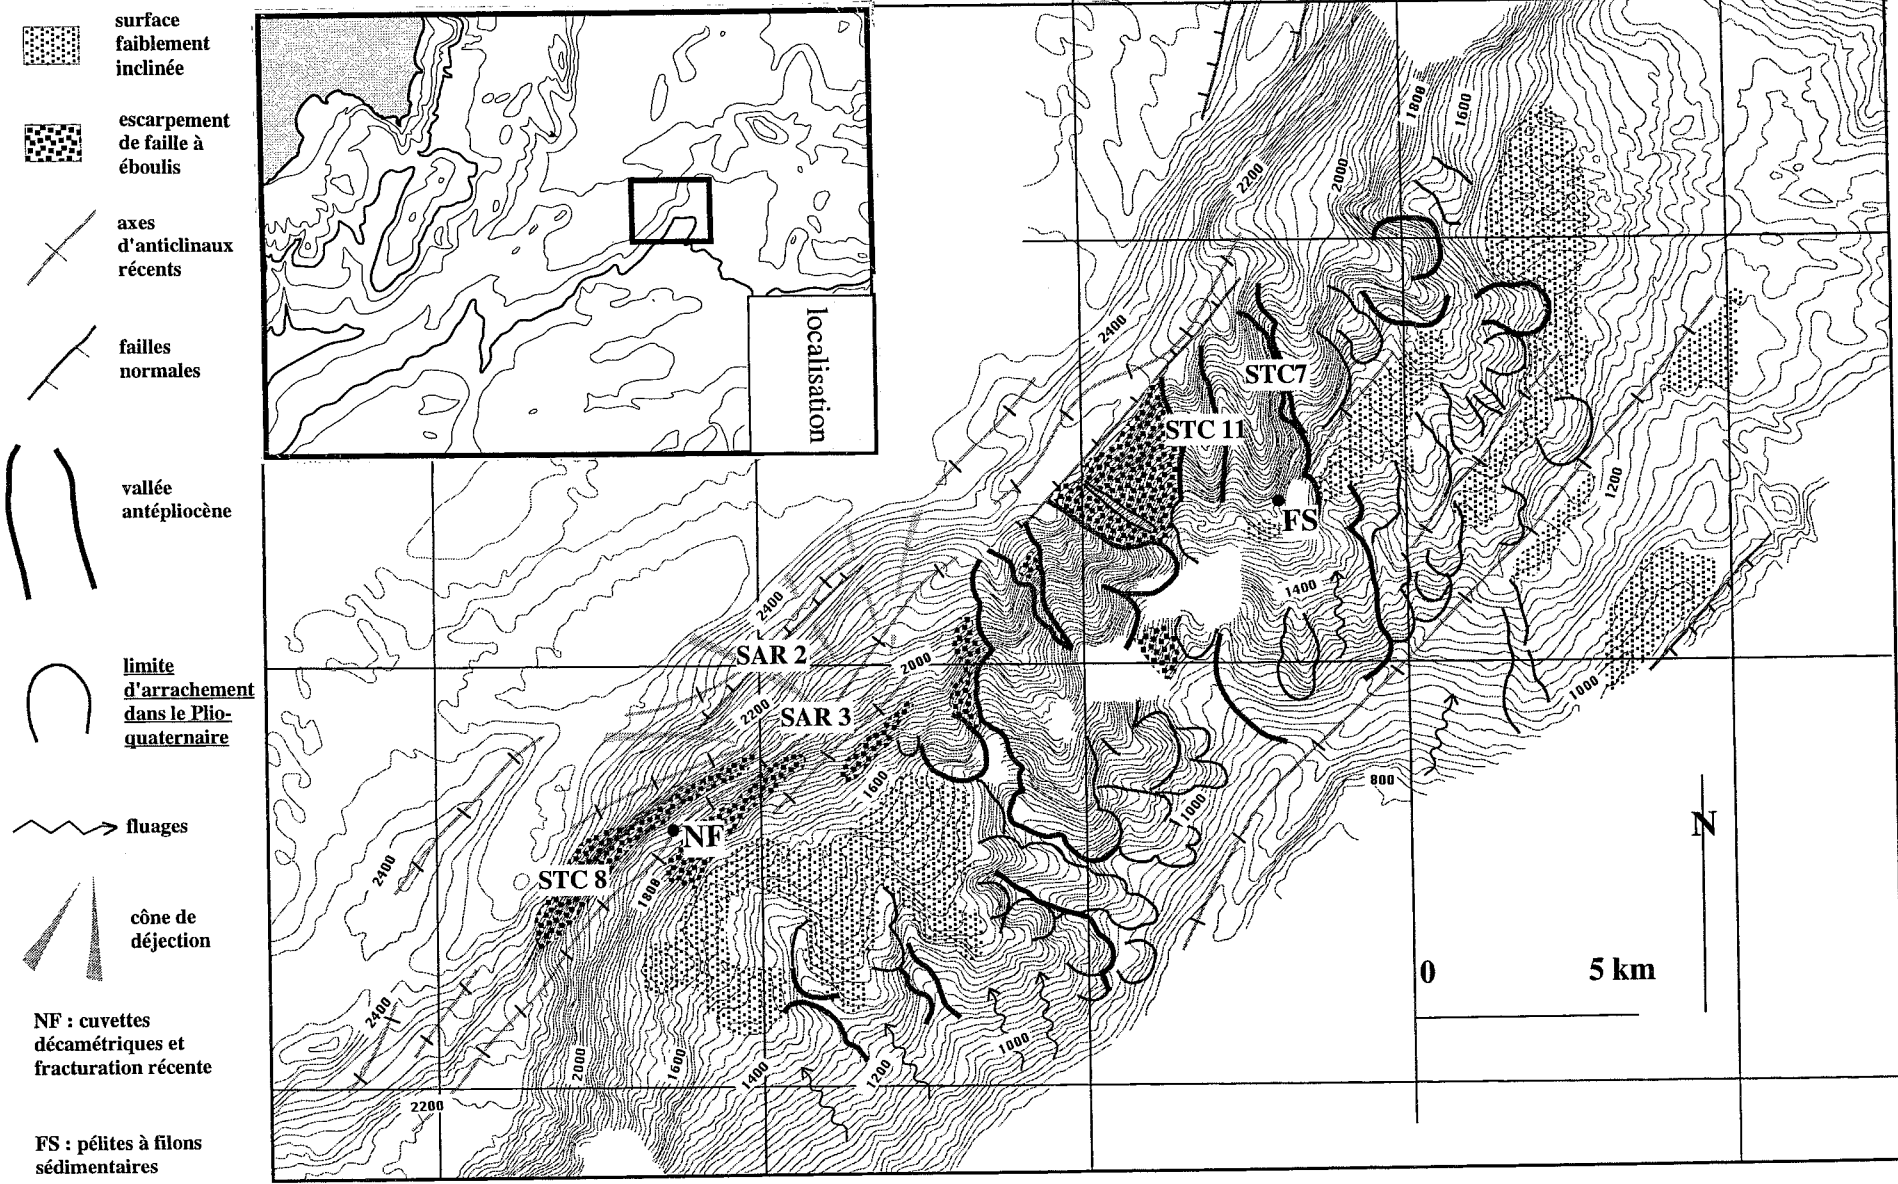 surface
faiblement
inclinée
escarpement
de faille à
éboulis
axes
d'anticlinaux
récents
failles
normales
vallée
antépliocène
limite
d'arrachement
dans le Plio-
quaternaire
fluages
cône de
déjection
NF : cuvettes
décamétriques et
fracturation récente
FS : pélites à filons
sédimentaires
localisation
1800
1600
2200
2000
2400
STC7
STC 11
FS
1200
1400
2400
SAR 2
2000
2200
SAR 3
1000
800
1600
1000
NF
STC 8
1808
2400
2400
2000
1600
1400
1200
1000
2200
N
0
5 km